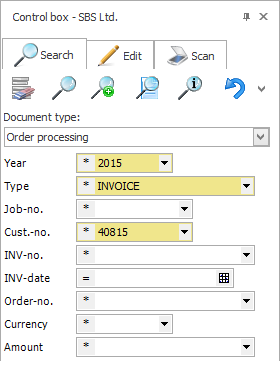 Control box - SBS Ltd.
Search Edit Scan
Document type:
Order processing
Year * 2015
Type * INVOICE
Job-no. *
Cust.-no. * 40815
INV-no. *
INV-date =
Order-no. *
Currency *
Amount *